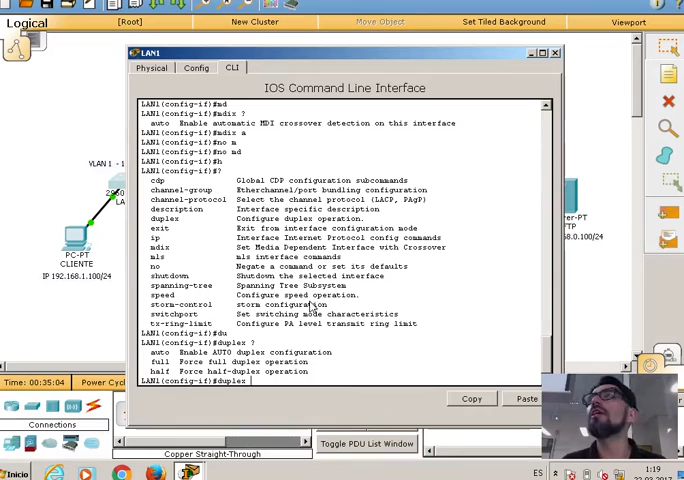 Logical
[Root]
New Cluster
Move Object
Set Tiled Background
Viewport
LAN1
Physical
Config
CLI
IOS Command Line Interface
LAN1(config-if)#md
LAN1(config-if)#mdix ?
auto Enable automatic MDI crossover detection on this interface
LAN1(config-if)#mdix a
LAN1(config-if)#no m
LAN1(config-if)#no md
LAN1(config-if)#h
LAN1(config-if)#?
cdp Global CDP configuration subcommands
channel-group Etherchannel/port bundling configuration
channel-protocol Select the channel protocol (LACP, PAgP)
description Interface specific description
duplex Configure duplex operation.
exit Exit from interface configuration mode
ip Interface Internet Protocol config commands
mdix Set Media Dependent Interface with Crossover
mls mls interface commands
no Negate a command or set its defaults
shutdown Shutdown the selected interface
spanning-tree Spanning Tree Subsystem
speed Configure speed operation.
storm-control storm configuration
switchport Set switching mode characteristics
tx-ring-limit Configure PA level transmit ring limit
LAN1(config-if)#du
LAN1(config-if)#duplex ?
auto Enable AUTO duplex configuration
full Force full duplex operation
half Force half-duplex operation
LAN1(config-if)#duplex
Copy
Paste
VLAN 1 -
PC-PT
CLIENTE
IP 192.168.1.100/24
FTP
.0.100/24
Time: 00:35:04
Power Cycle
Connections
Copper Straight-Through
Toggle PDU List Window
Inicio
ES
1:19
22.03.2017